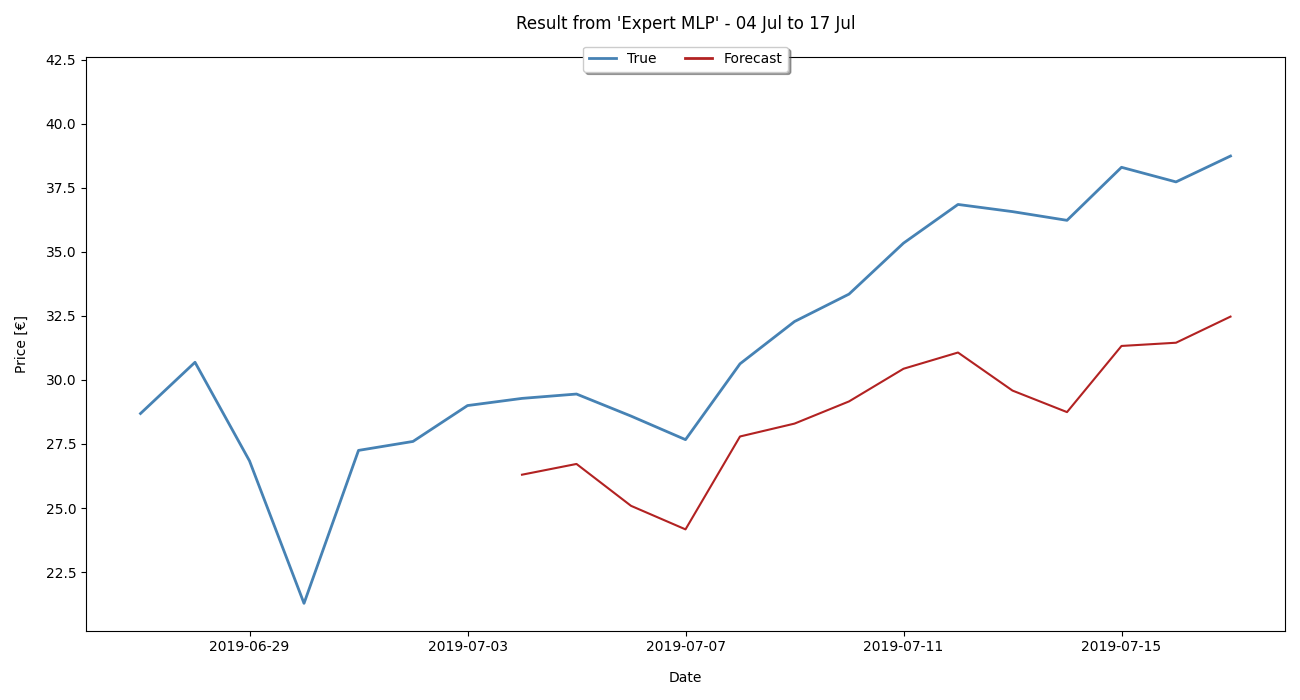 Result from 'Expert MLP' - 04 Jul to 17 Jul
True Forecast
42.5
40.0
37.5
35.0
32.5
30.0
27.5
25.0
22.5
Price [€]
2019-06-29 2019-07-03 2019-07-07 2019-07-11 2019-07-15
Date